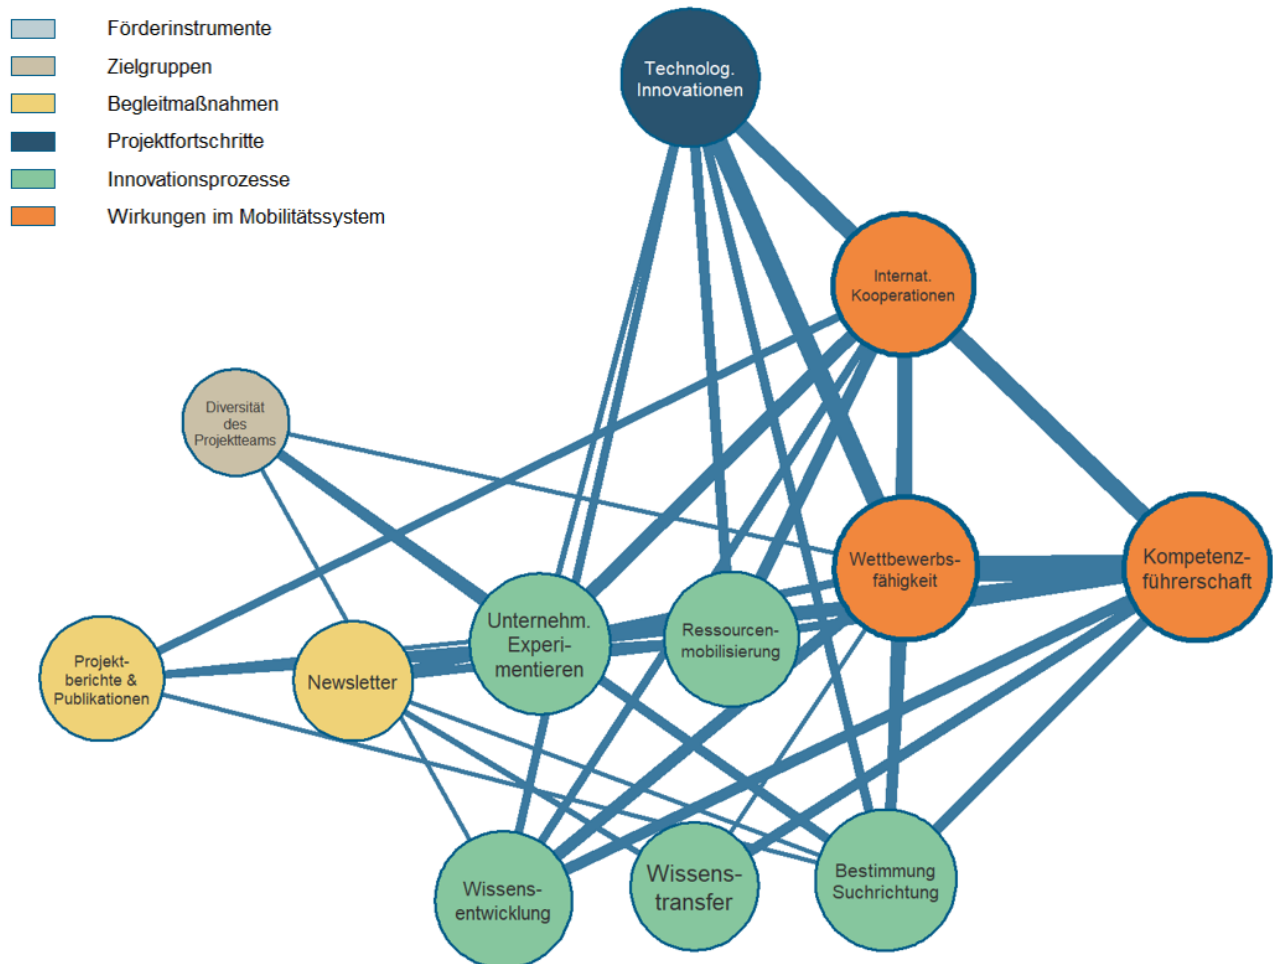 Förderinstrumente
Zielgruppen
Begleitmaßnahmen
Projektfortschritte
Innovationsprozesse
Wirkungen im Mobilitätssystem
Technolog.
Innovationen
Internat.
Kooperationen
Diversität
des
Projektteams
Wettbewerbs-
fähigkeit
Kompetenz-
führerschaft
Unternehm.
Experi-
mentieren
Ressourcen-
mobilisierung
Projekt-
berichte &
Publikationen
Newsletter
Wissens-
entwicklung
Wissens-
transfer
Bestimmung
Suchrichtung